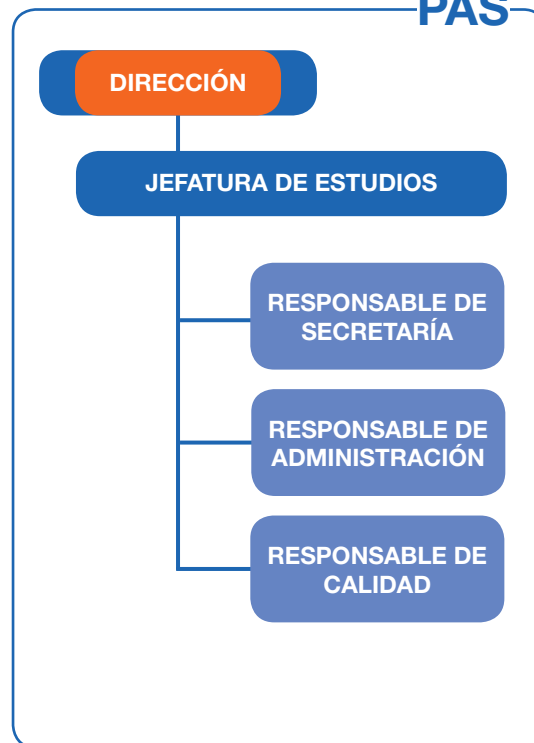 PAS
DIRECCIÓN
JEFATURA DE ESTUDIOS
RESPONSABLE DE
SECRETARÍA
RESPONSABLE DE
ADMINISTRACIÓN
RESPONSABLE DE
CALIDAD